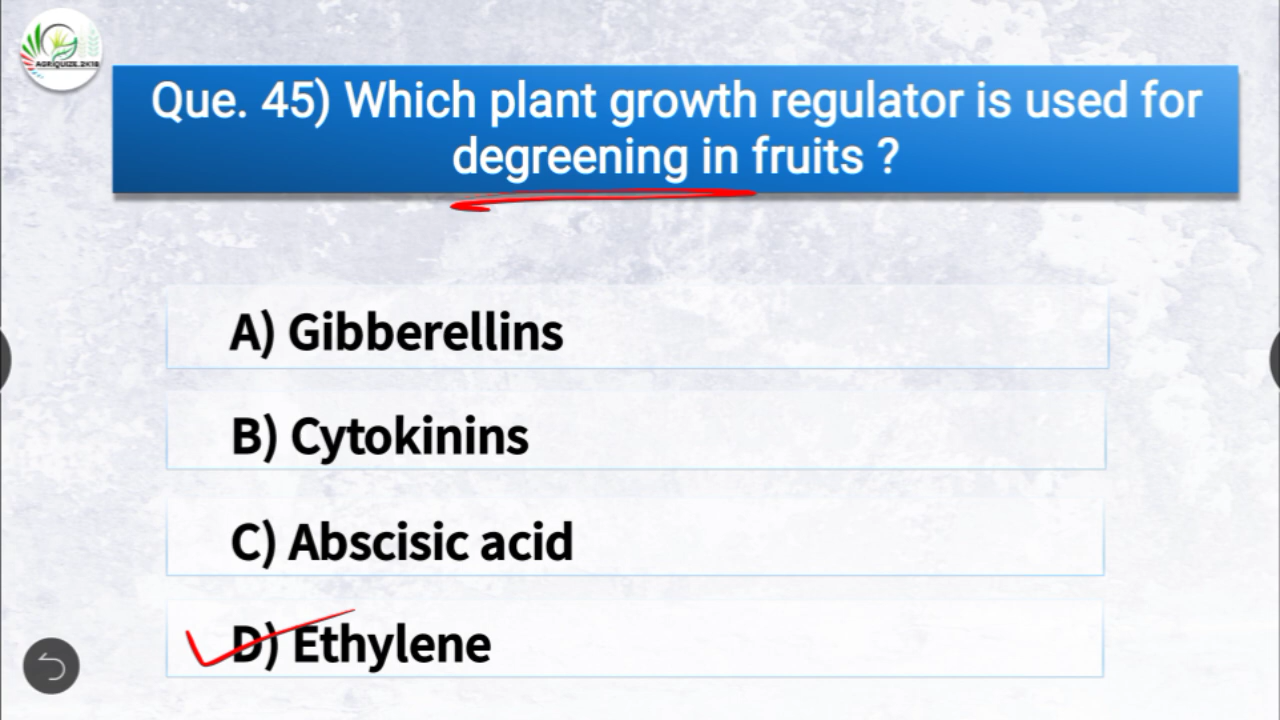 AGRIQUIZE 2K18
Que. 45) Which plant growth regulator is used for
degreening in fruits ?
A) Gibberellins
B) Cytokinins
C) Abscisic acid
D) Ethylene